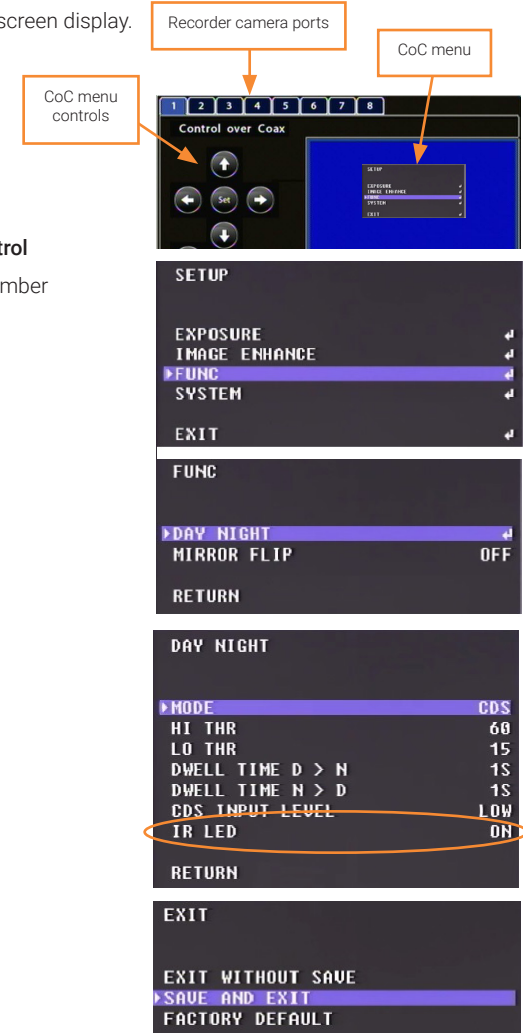 screen display.
Recorder camera ports
CoC menu
CoC menu
controls
1 2 3 4 5 6 7 8
Control over Coax
Set
SETUP
EXPOSURE
IMAGE ENHANCE
SYSTEM
EXIT
trol
mber
SETUP
EXPOSURE
IMAGE ENHANCE
FUNC
SYSTEM
EXIT
FUNC
DAY NIGHT
MIRROR FLIP OFF
RETURN
DAY NIGHT
MODE CDS
HI THR 60
LO THR 15
DWELL TIME D > N 1S
DWELL TIME N > D 1S
CDS INPUT LEVEL LOW
IR LED ON
RETURN
EXIT
EXIT WITHOUT SAVE
SAVE AND EXIT
FACTORY DEFAULT